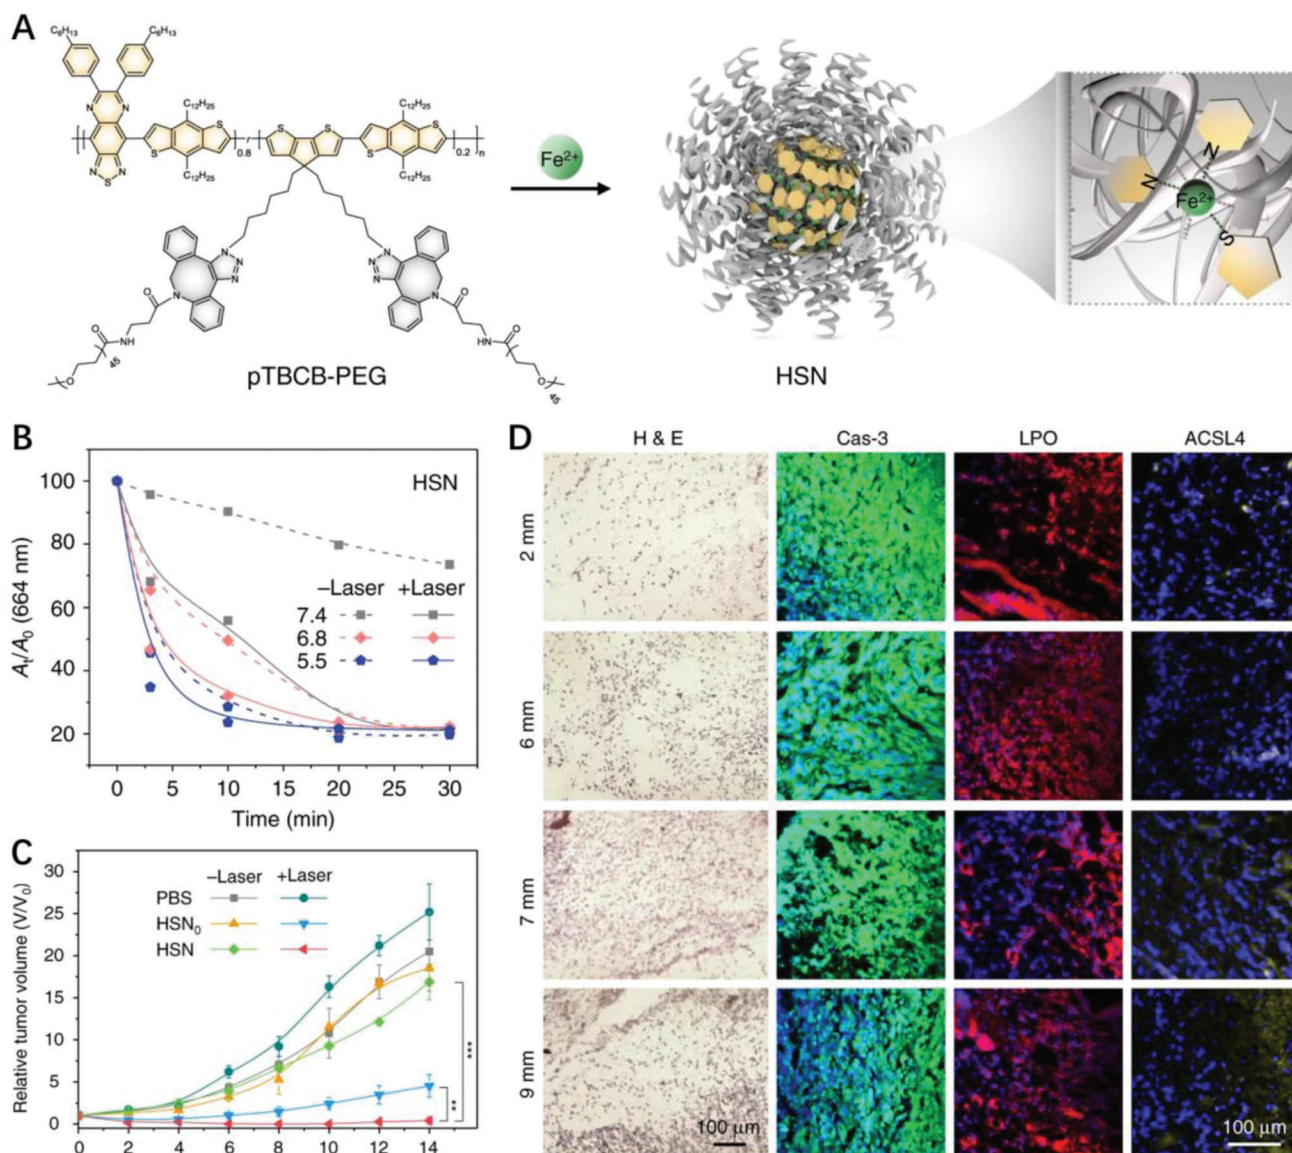 A
C₆H₁₃
C₆H₁₃
N
N
C₁₂H₂₅
C₁₂H₂₅
S
S
S
S
S
S
0.8
0.2
n
N
N
S
C₁₂H₂₅
C₁₂H₂₅
Fe²⁺
N
N
Fe²⁺
S
N
N
N
N
N
N
O
N
N
O
O
NH
NH
O
O
45
O
45
pTBCB-PEG
HSN
B
HSN
100
80
60
40
20
Aₜ/A₀ (664 nm)
–Laser +Laser
7.4
6.8
5.5
0 5 10 15 20 25 30
Time (min)
C
30
25
20
15
10
5
0
Relative tumor volume (V/V₀)
–Laser +Laser
PBS
HSN₀
HSN
**
***
0 2 4 6 8 10 12 14
D
H & E Cas-3 LPO ACSL4
2 mm
6 mm
7 mm
9 mm
100 μm
100 μm